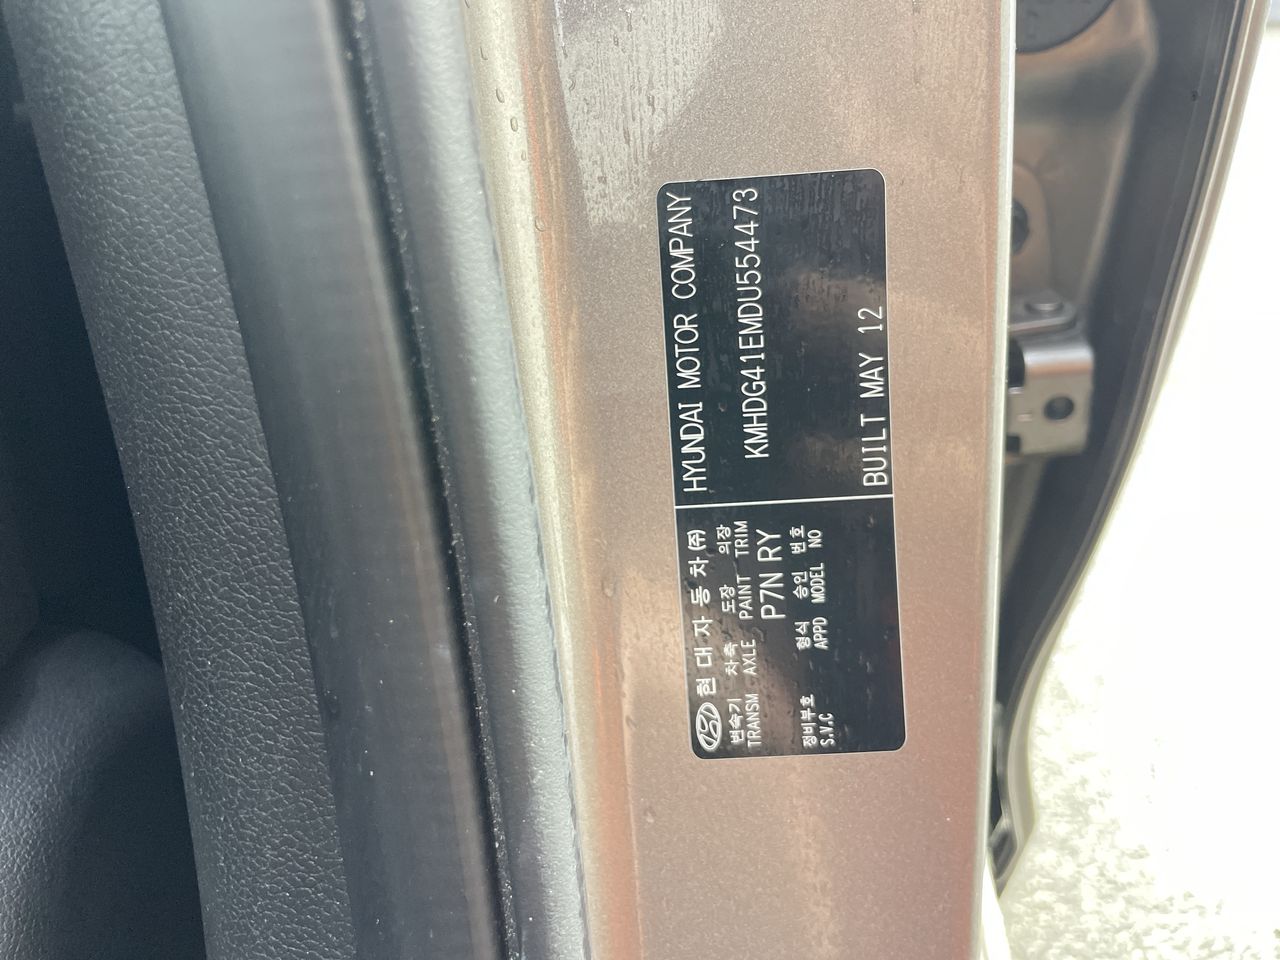 현대자동차(주)
변속기 차축 도장 의장
TRANSM AXLE PAINT TRIM
P7N RY
정비부호 형식 승인 번호
S.V.C APPD MODEL NO
HYUNDAI MOTOR COMPANY
KMHDG41EMDU554473
BUILT MAY 12